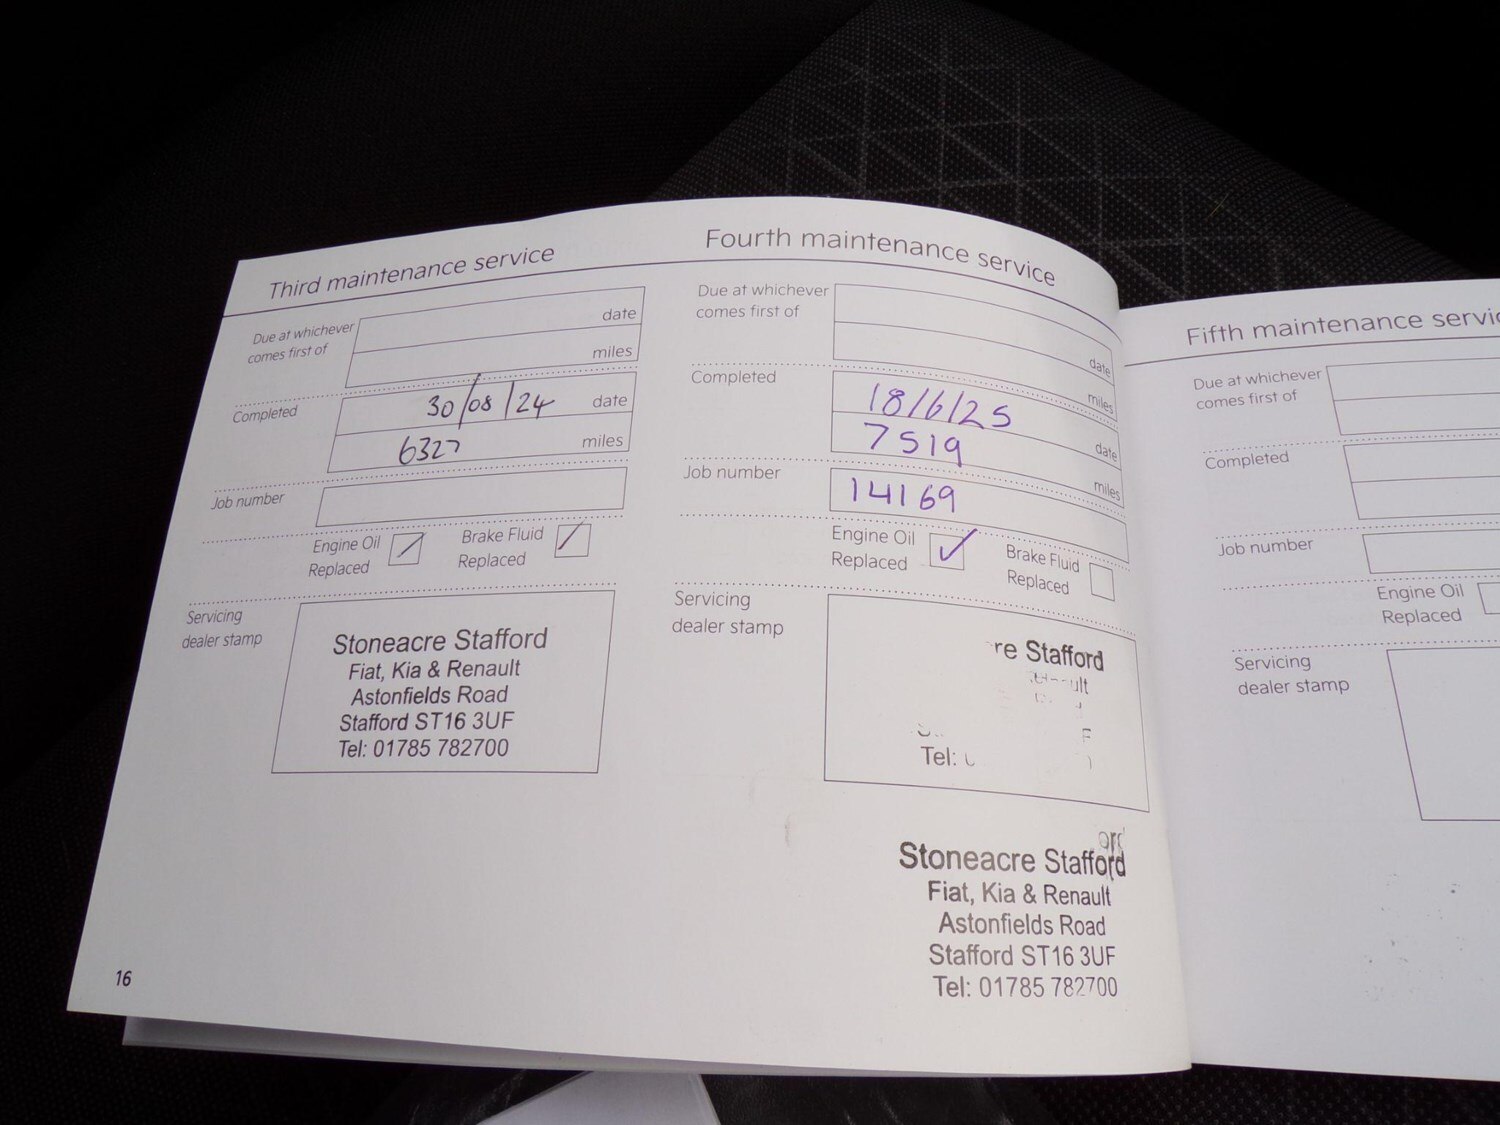 Third maintenance service
Due at whichever
comes first of
date
miles
Completed
30/08/24 date
6327 miles
Job number
Engine Oil
Replaced
Brake Fluid
Replaced
Servicing
dealer stamp
Stoneacre Stafford
Fiat, Kia & Renault
Astonfields Road
Stafford ST16 3UF
Tel: 01785 782700
16
Fourth maintenance service
Due at whichever
comes first of
date
miles
Completed
18/6/25 date
7519 miles
Job number
14169
Engine Oil
Replaced
Brake Fluid
Replaced
Servicing
dealer stamp
re Stafford
ult
Tel:
Stoneacre Stafford
Fiat, Kia & Renault
Astonfields Road
Stafford ST16 3UF
Tel: 01785 782700
Fifth maintenance servic
Due at whichever
comes first of
Completed
Job number
Engine Oil
Replaced
Servicing
dealer stamp